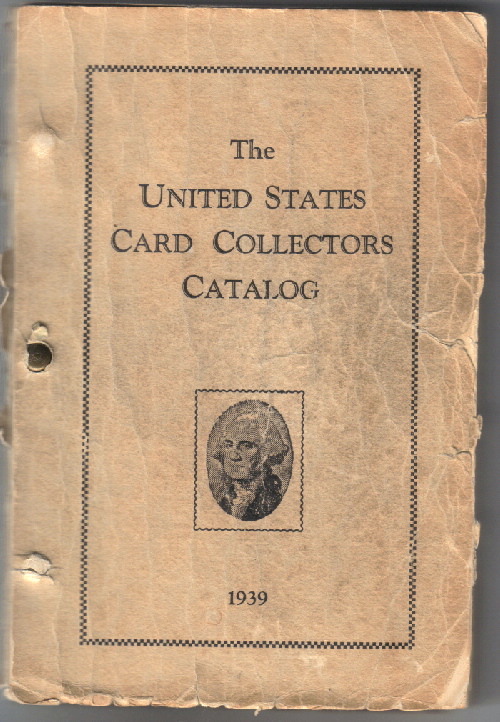 The
UNITED STATES
CARD COLLECTORS
CATALOG
1939